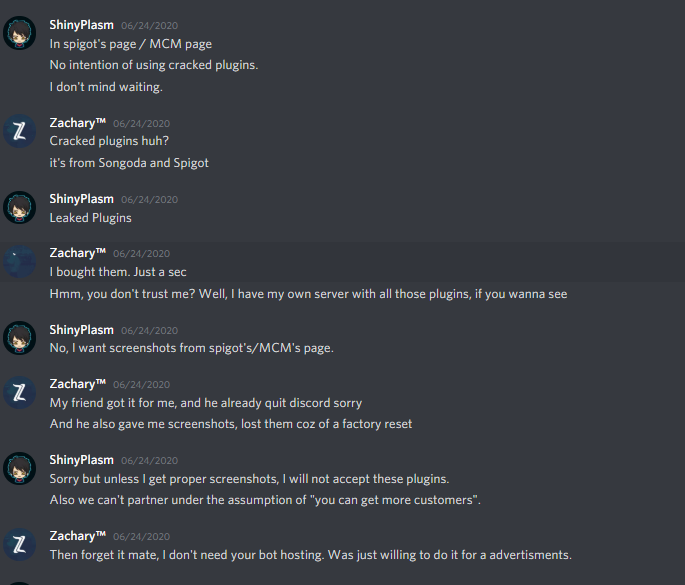 ShinyPlasm 06/24/2020
In spigot's page / MCM page
No intention of using cracked plugins.
I don't mind waiting.
Zachary™ 06/24/2020
Cracked plugins huh?
it's from Songoda and Spigot
ShinyPlasm 06/24/2020
Leaked Plugins
Zachary™ 06/24/2020
I bought them. Just a sec
Hmm, you don't trust me? Well, I have my own server with all those plugins, if you wanna see
ShinyPlasm 06/24/2020
No, I want screenshots from spigot's/MCM's page.
Zachary™ 06/24/2020
My friend got it for me, and he already quit discord sorry
And he also gave me screenshots, lost them coz of a factory reset
ShinyPlasm 06/24/2020
Sorry but unless I get proper screenshots, I will not accept these plugins.
Also we can't partner under the assumption of "you can get more customers".
Zachary™ 06/24/2020
Then forget it mate, I don't need your bot hosting. Was just willing to do it for a advertisments.